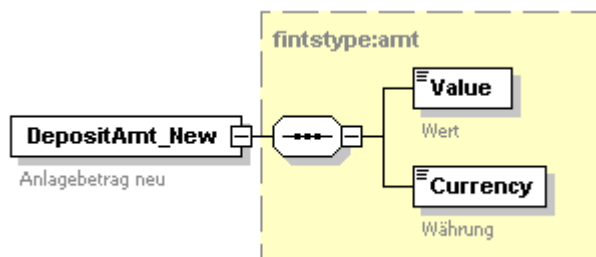 fintstype:amt
Value
Wert
DepositAmt_New
Anlagebetrag neu
Currency
Währung